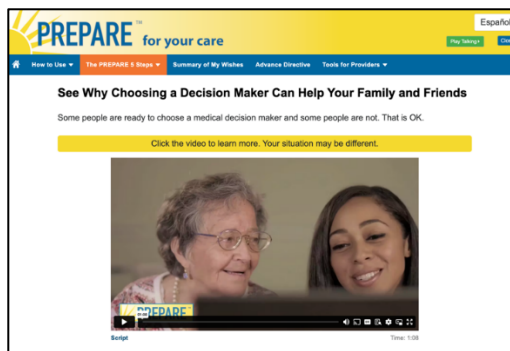 PREPARE™ for your care
Español
Play Talking
How to Use ▼ The PREPARE 5 Steps ▼ Summary of My Wishes Advance Directive Tools for Providers ▼
See Why Choosing a Decision Maker Can Help Your Family and Friends
Some people are ready to choose a medical decision maker and some people are not. That is OK.
Click the video to learn more. Your situation may be different.
PREPARE
Script Time: 1:08